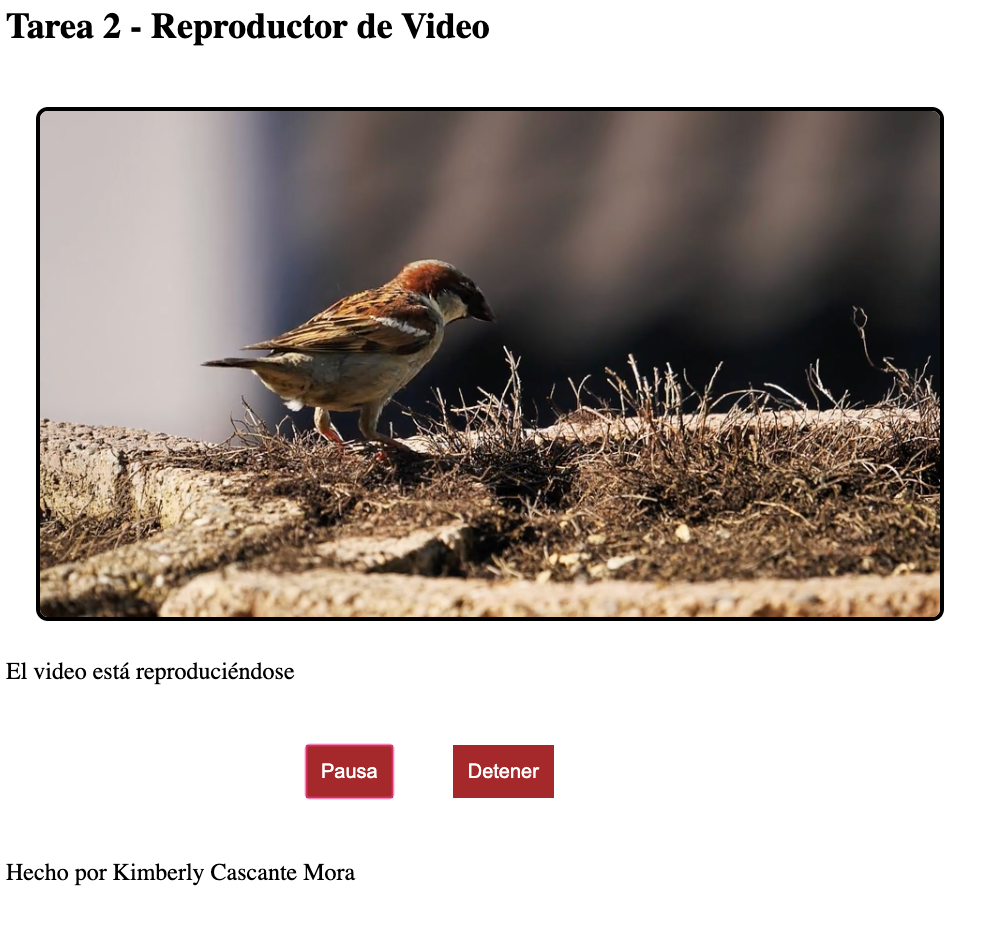 Tarea 2 - Reproductor de Video
El video está reproduciéndose
Pausa Detener
Hecho por Kimberly Cascante Mora